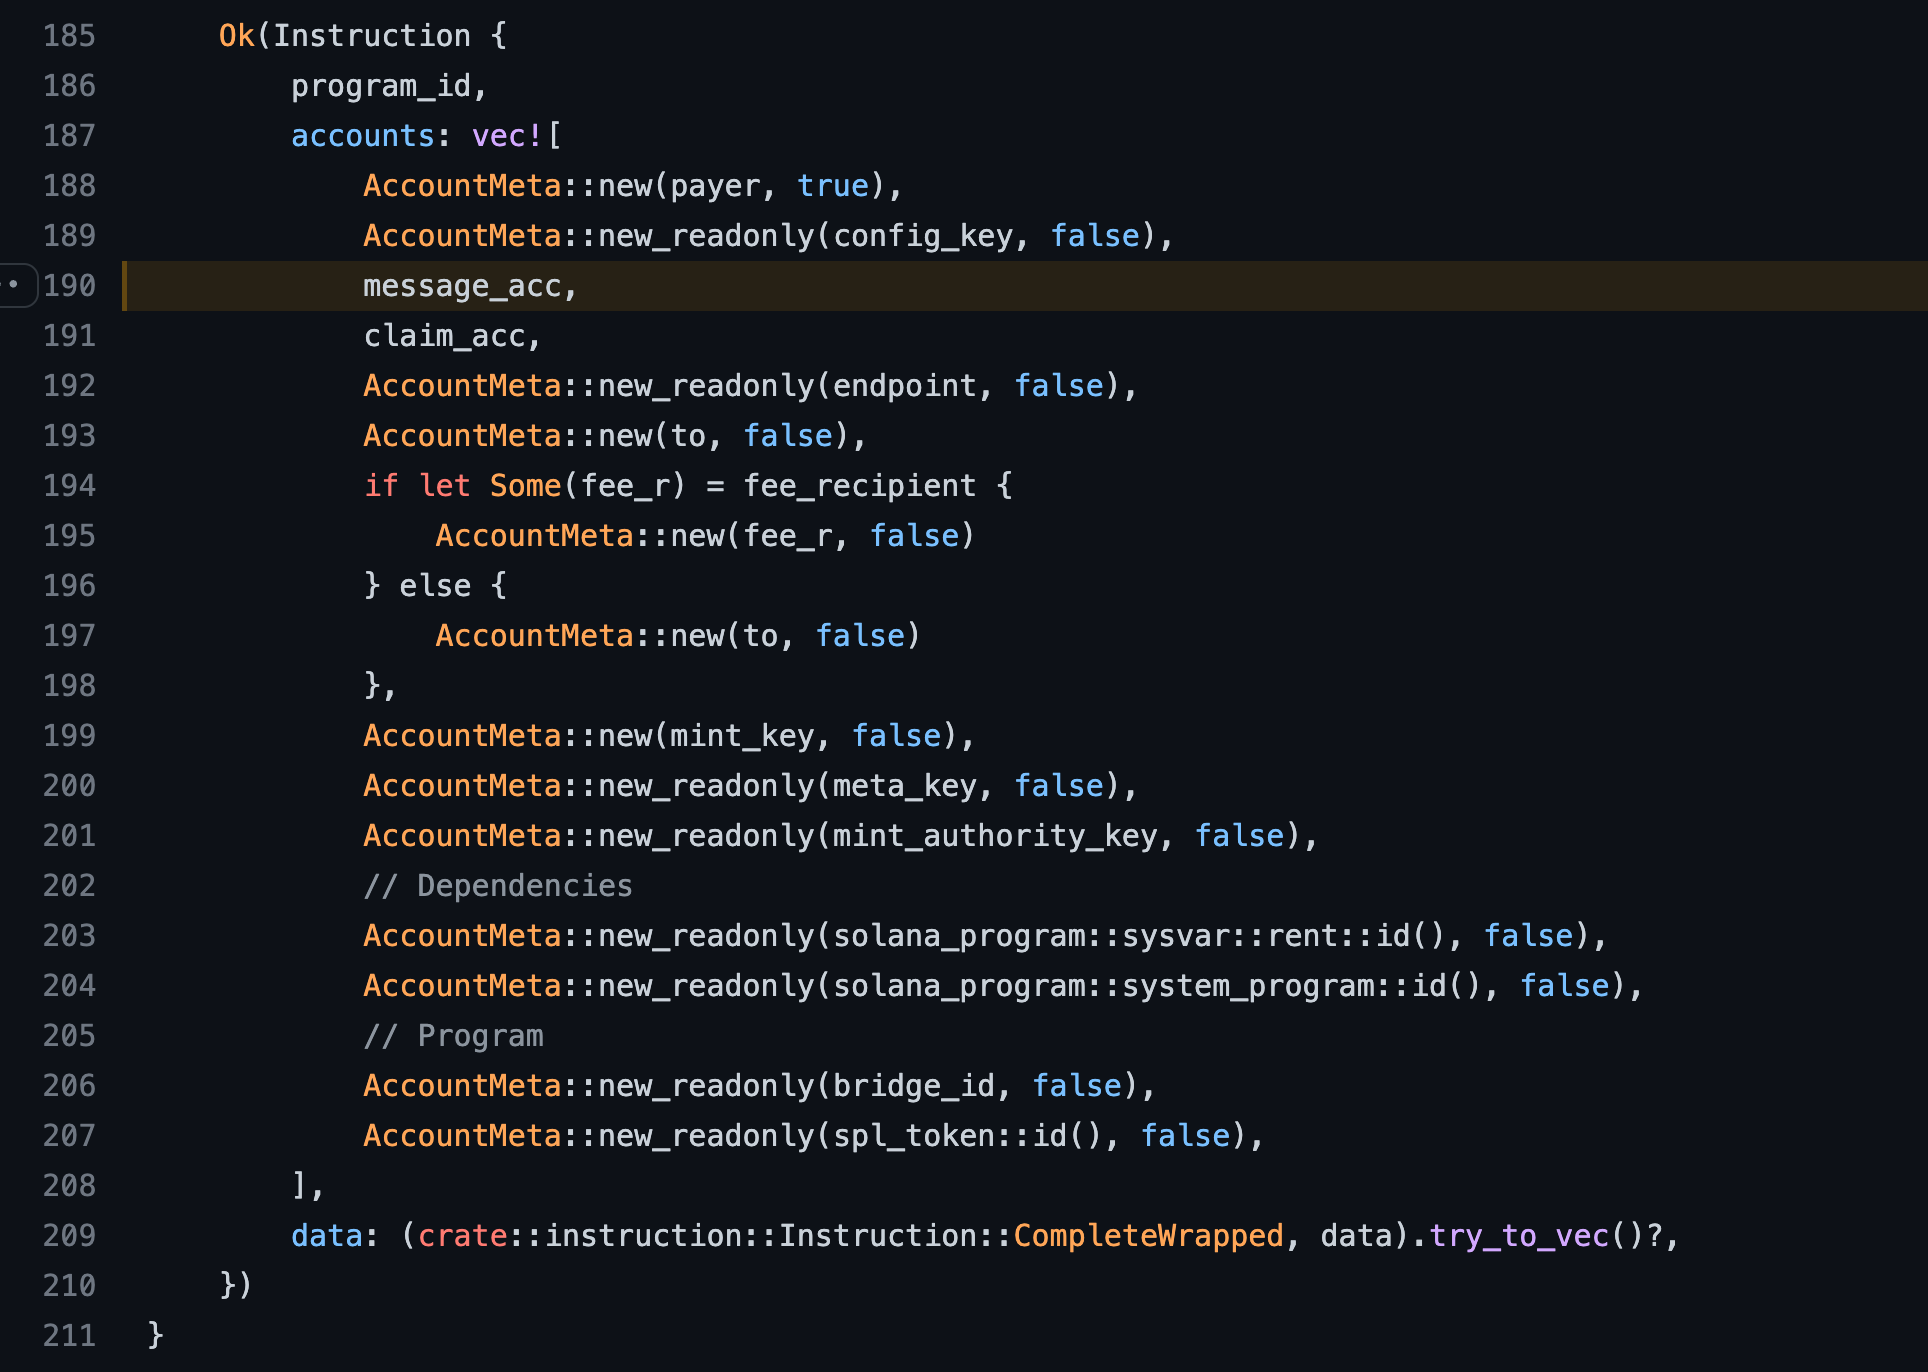 185     Ok(Instruction {
186         program_id,
187         accounts: vec![
188             AccountMeta::new(payer, true),
189             AccountMeta::new_readonly(config_key, false),
190             message_acc,
191             claim_acc,
192             AccountMeta::new_readonly(endpoint, false),
193             AccountMeta::new(to, false),
194             if let Some(fee_r) = fee_recipient {
195                 AccountMeta::new(fee_r, false)
196             } else {
197                 AccountMeta::new(to, false)
198             },
199             AccountMeta::new(mint_key, false),
200             AccountMeta::new_readonly(meta_key, false),
201             AccountMeta::new_readonly(mint_authority_key, false),
202             // Dependencies
203             AccountMeta::new_readonly(solana_program::sysvar::rent::id(), false),
204             AccountMeta::new_readonly(solana_program::system_program::id(), false),
205             // Program
206             AccountMeta::new_readonly(bridge_id, false),
207             AccountMeta::new_readonly(spl_token::id(), false),
208         ],
209         data: (crate::instruction::Instruction::CompleteWrapped, data).try_to_vec()?,
210     })
211 }